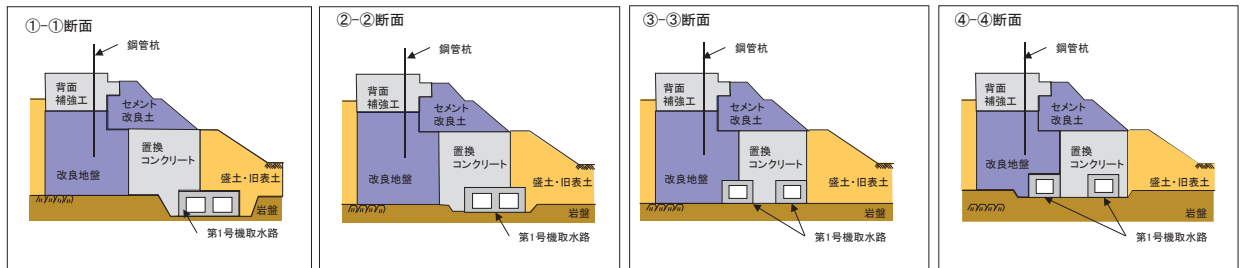 ①-①断面
鋼管杭
背面
補強工
セメント
改良土
置換
コンクリート
改良地盤
盛土・旧表土
岩盤
第1号機取水路
②-②断面
鋼管杭
背面
補強工
セメント
改良土
置換
コンクリート
改良地盤
盛土・旧表土
岩盤
第1号機取水路
③-③断面
鋼管杭
背面
補強工
セメント
改良土
置換
コンクリート
改良地盤
盛土・旧表土
岩盤
第1号機取水路
④-④断面
鋼管杭
背面
補強工
セメント
改良土
置換
コンクリート
改良地盤
盛土・旧表土
岩盤
第1号機取水路